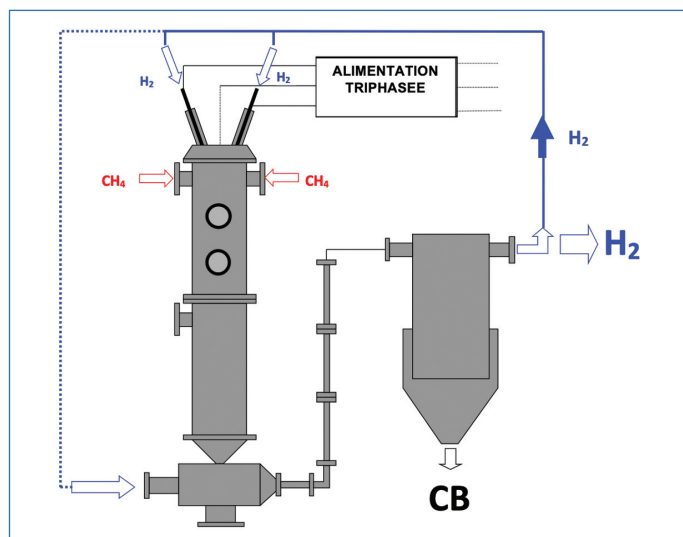 ALIMENTATION
TRIPHASEE
H₂
H₂
H₂
CH₄
CH₄
H₂
CB